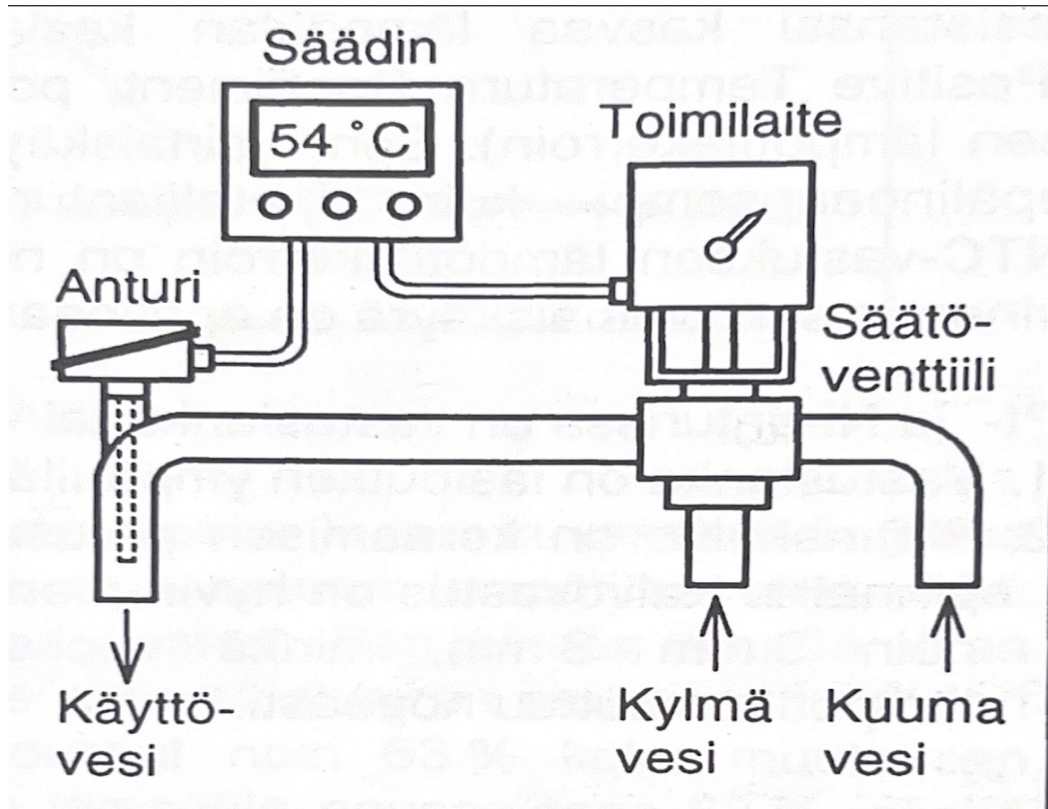 Säädin
54 °C
Toimilaite
Anturi
Säätö-
venttiili
Käyttö-
vesi
Kylmä
vesi
Kuuma
vesi